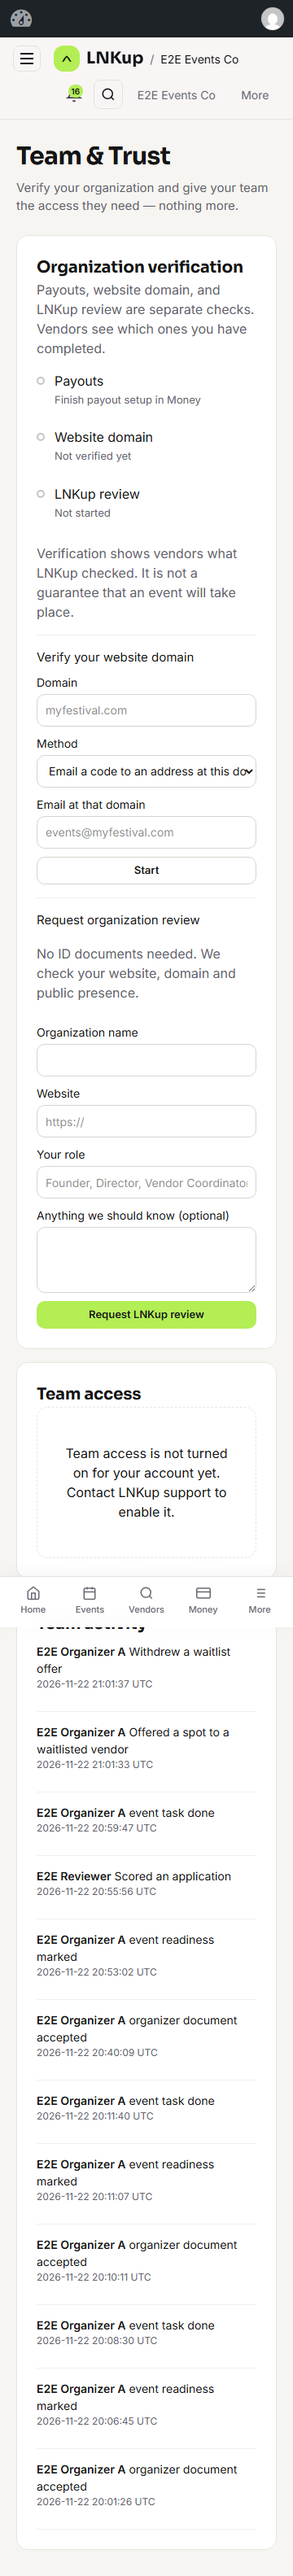 LNKup / E2E Events Co
16
E2E Events Co
More
Team & Trust
Verify your organization and give your team
the access they need — nothing more.
Organization verification
Payouts, website domain, and
LNKup review are separate checks.
Vendors see which ones you have
completed.
Payouts
Finish payout setup in Money
Website domain
Not verified yet
LNKup review
Not started
Verification shows vendors what
LNKup checked. It is not a
guarantee that an event will take
place.
Verify your website domain
Domain
myfestival.com
Method
Email a code to an address at this do
Email at that domain
events@myfestival.com
Start
Request organization review
No ID documents needed. We
check your website, domain and
public presence.
Organization name
Website
https://
Your role
Founder, Director, Vendor Coordinator
Anything we should know (optional)
Request LNKup review
Team access
Team access is not turned
on for your account yet.
Contact LNKup support to
enable it.
Home
Events
Vendors
Money
More
Team activity
E2E Organizer A Withdrew a waitlist
offer
2026-11-22 21:01:37 UTC
E2E Organizer A Offered a spot to a
waitlisted vendor
2026-11-22 21:01:33 UTC
E2E Organizer A event task done
2026-11-22 20:59:47 UTC
E2E Reviewer Scored an application
2026-11-22 20:55:56 UTC
E2E Organizer A event readiness
marked
2026-11-22 20:53:02 UTC
E2E Organizer A organizer document
accepted
2026-11-22 20:40:09 UTC
E2E Organizer A event task done
2026-11-22 20:11:40 UTC
E2E Organizer A event readiness
marked
2026-11-22 20:11:07 UTC
E2E Organizer A organizer document
accepted
2026-11-22 20:10:11 UTC
E2E Organizer A event task done
2026-11-22 20:08:30 UTC
E2E Organizer A event readiness
marked
2026-11-22 20:06:45 UTC
E2E Organizer A organizer document
accepted
2026-11-22 20:01:26 UTC